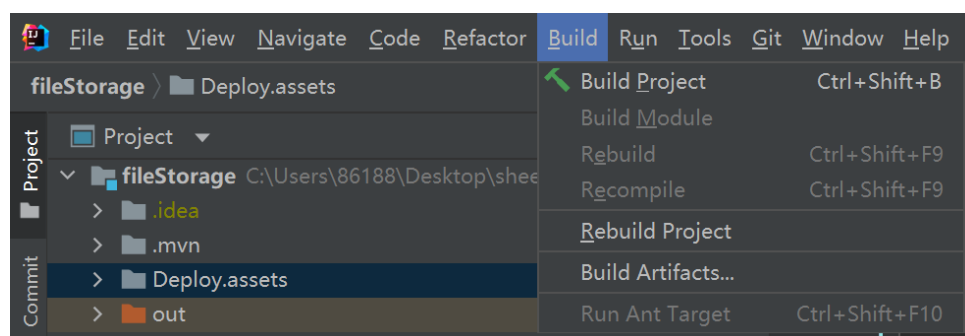 File Edit View Navigate Code Refactor Build Run Tools Git Window Help
fileStorage Deploy.assets
Project
Project
Commit
fileStorage C:\Users\86188\Desktop\shee
.idea
.mvn
Deploy.assets
out
Build Project Ctrl+Shift+B
Build Module
Rebuild Ctrl+Shift+F9
Recompile Ctrl+Shift+F9
Rebuild Project
Build Artifacts...
Run Ant Target Ctrl+Shift+F10